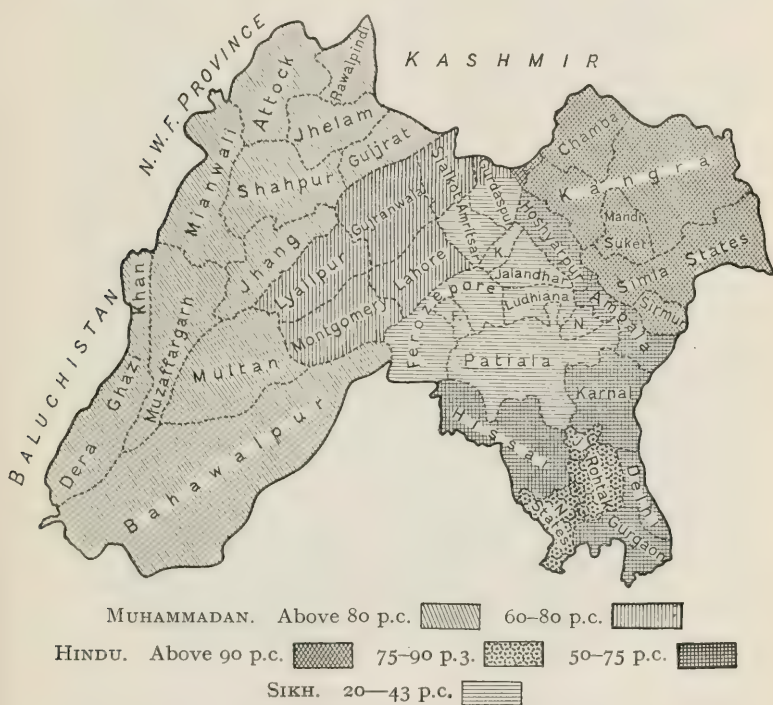 KASHMIR
N.W.F. PROVINCE
BALUCHISTAN
Rawalpindi
Attock
Jhelam
Gujrat
Shahpur
Mianwali
Jhang
Gujranwala
Sialkot
Gurdaspur
Amritsar
Lahore
Lyallpur
Montgomery
Multan
Muzaffargarh
Dera Ghazi Khan
Bahawalpur
Chamba
Kangra
Mandi
Suket
Simla States
Sirmur
Hoshyarpur
K.
Jalandhar
Ludhiana
Ferozepore
F.
N.
Ambala
Patiala
Karnal
Hissar
J.
Rohtak
Delhi
N.
States
Gurgaon
MUHAMMADAN. Above 80 p.c. 60-80 p.c.
HINDU. Above 90 p.c. 75-90 p.3. 50-75 p.c.
SIKH. 20—43 p.c.